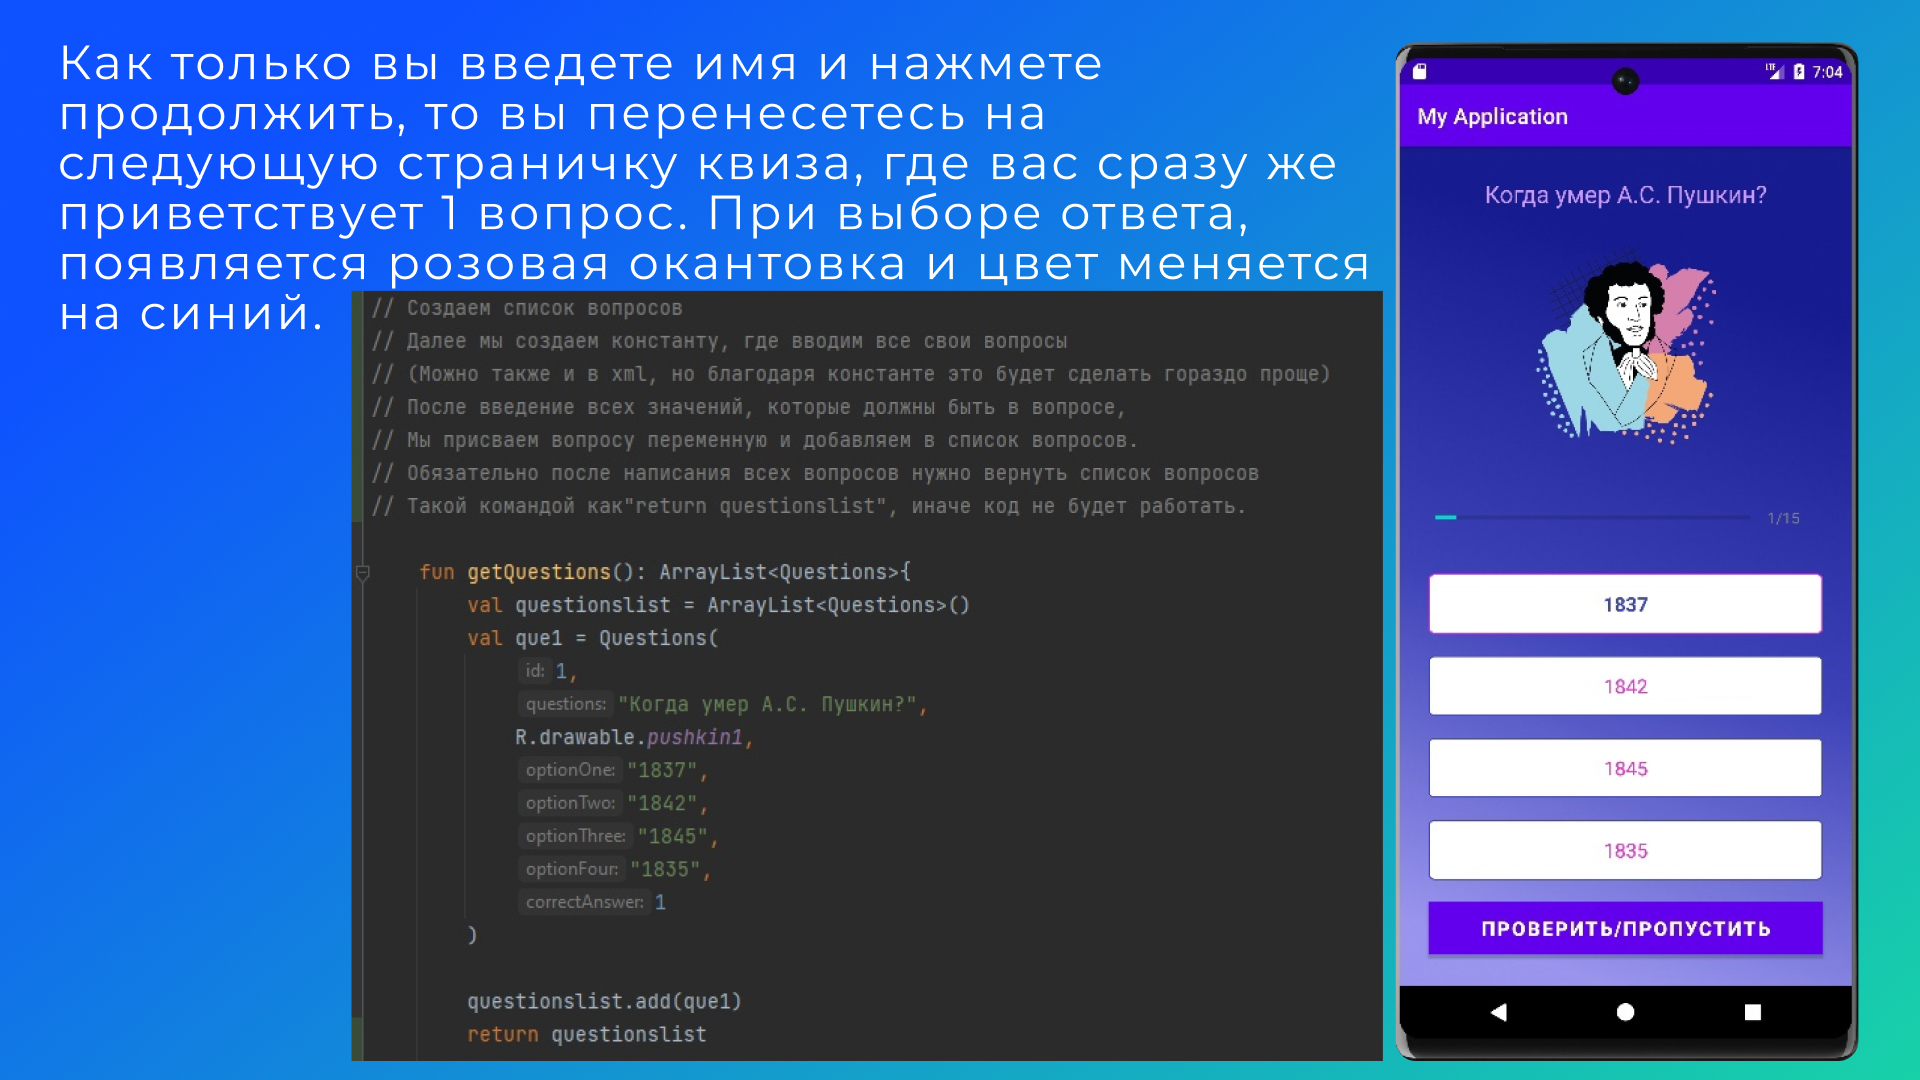 Как только вы введете имя и нажмете
продолжить, то вы перенесетесь на
следующую страничку квиза, где вас сразу же
приветствует 1 вопрос. При выборе ответа,
появляется розовая окантовка и цвет меняется
на синий.
// Создаем список вопросов
// Далее мы создаем константу, где вводим все свои вопросы
// (Можно также и в xml, но благодаря константе это будет сделать гораздо проще)
// После введение всех значений, которые должны быть в вопросе,
// Мы присваем вопросу переменную и добавляем в список вопросов.
// Обязательно после написания всех вопросов нужно вернуть список вопросов
// Такой командой как"return questionslist", иначе код не будет работать.
fun getQuestions(): ArrayList<Questions>{
val questionslist = ArrayList<Questions>()
val que1 = Questions(
id: 1,
questions: "Когда умер А.С. Пушкин?",
R.drawable.pushkin1,
optionOne: "1837",
optionTwo: "1842",
optionThree: "1845",
optionFour: "1835",
correctAnswer: 1
)
questionslist.add(que1)
return questionslist
LTE 7:04
My Application
Когда умер А.С. Пушкин?
1/15
1837
1842
1845
1835
ПРОВЕРИТЬ/ПРОПУСТИТЬ